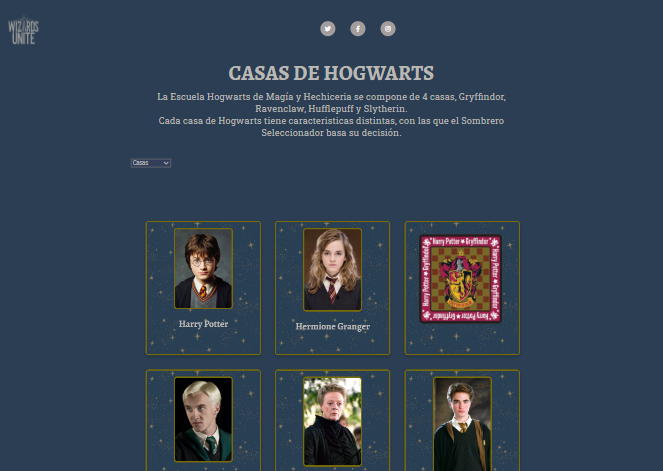 WIZARDS
UNITE
CASAS DE HOGWARTS
La Escuela Hogwarts de Magía y Hechiceria se compone de 4 casas, Gryffindor,
Ravenclaw, Hufflepuff y Slytherin.
Cada casa de Hogwarts tiene caracteristicas distintas, con las que el Sombrero
Seleccionador basa su decisión.
Casas
Harry Potter
Hermione Granger
Harry Potter ★ Gryffindor
Harry Potter ★ Gryffindor
Harry Potter ★ Gryffindor
Harry Potter ★ Gryffindor